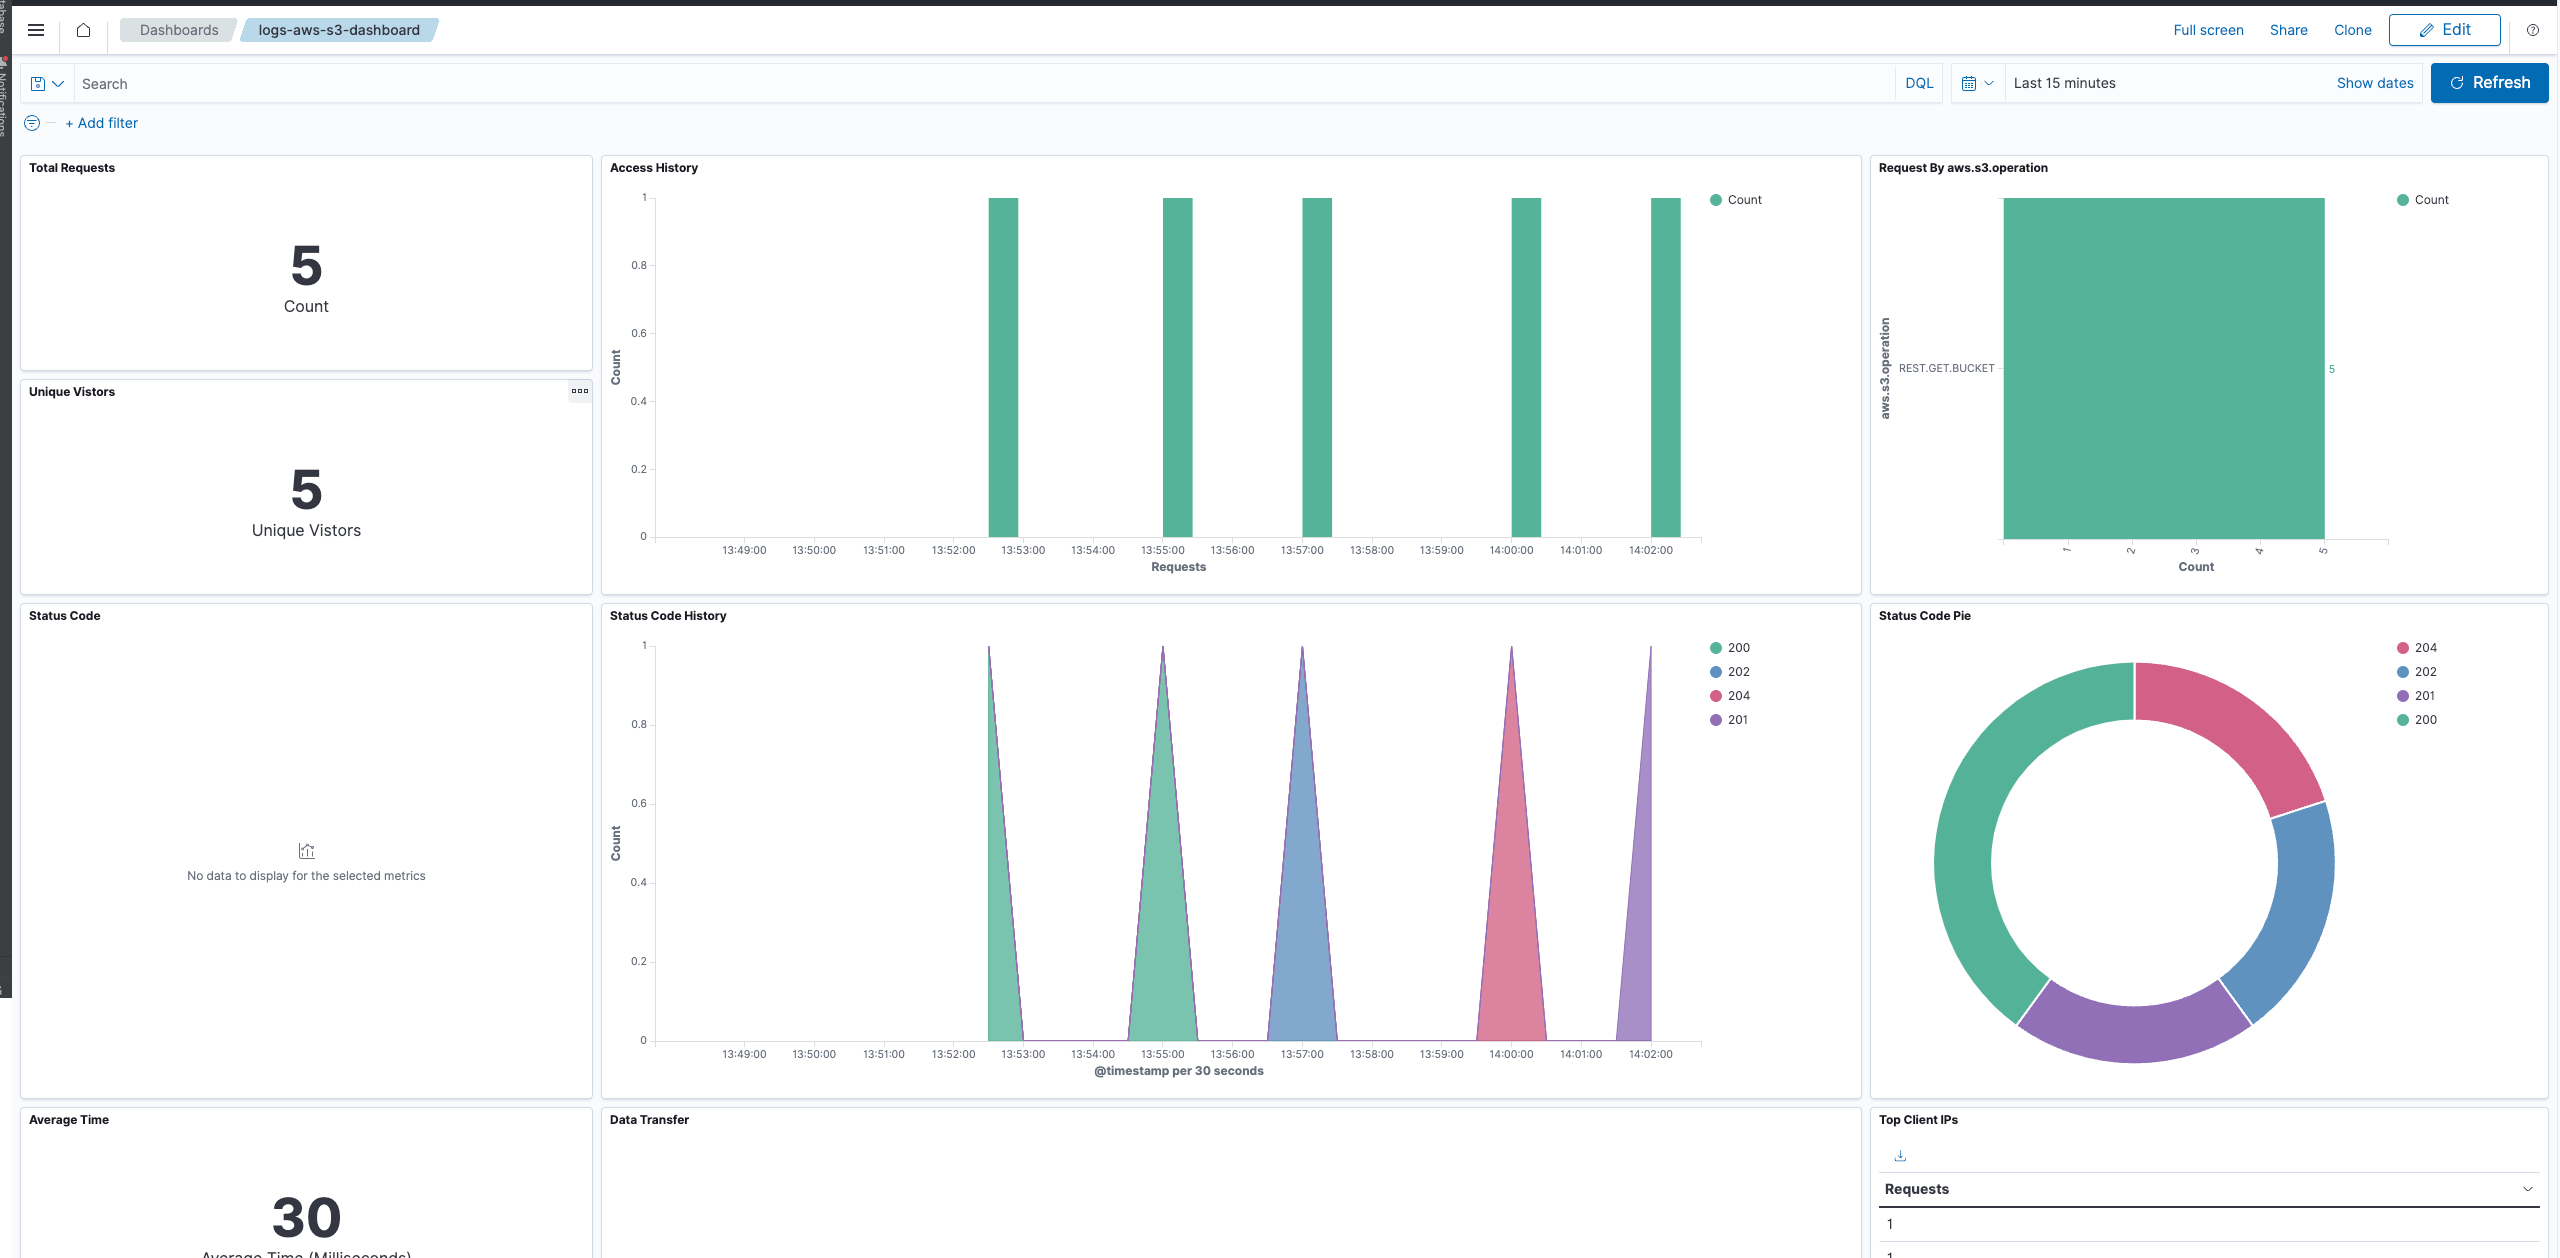 Dashboards
logs-aws-s3-dashboard
Full screen
Share
Clone
Edit
Search
DQL
Last 15 minutes
Show dates
Refresh
+ Add filter
Notifications
Total Requests
5
Count
Unique Vistors
5
Unique Vistors
Access History
1
0.8
0.6
0.4
0.2
0
Count
13:49:00 13:50:00 13:51:00 13:52:00 13:53:00 13:54:00 13:55:00 13:56:00 13:57:00 13:58:00 13:59:00 14:00:00 14:01:00 14:02:00
Requests
Count
Request By aws.s3.operation
aws.s3.operation
REST.GET.BUCKET
5
1 2 3 4 5
Count
Count
Status Code
No data to display for the selected metrics
Status Code History
1
0.8
0.6
0.4
0.2
0
Count
13:49:00 13:50:00 13:51:00 13:52:00 13:53:00 13:54:00 13:55:00 13:56:00 13:57:00 13:58:00 13:59:00 14:00:00 14:01:00 14:02:00
@timestamp per 30 seconds
200
202
204
201
Status Code Pie
204
202
201
200
Average Time
30
Average Time (Milliseconds)
Data Transfer
Top Client IPs
Requests
1
1